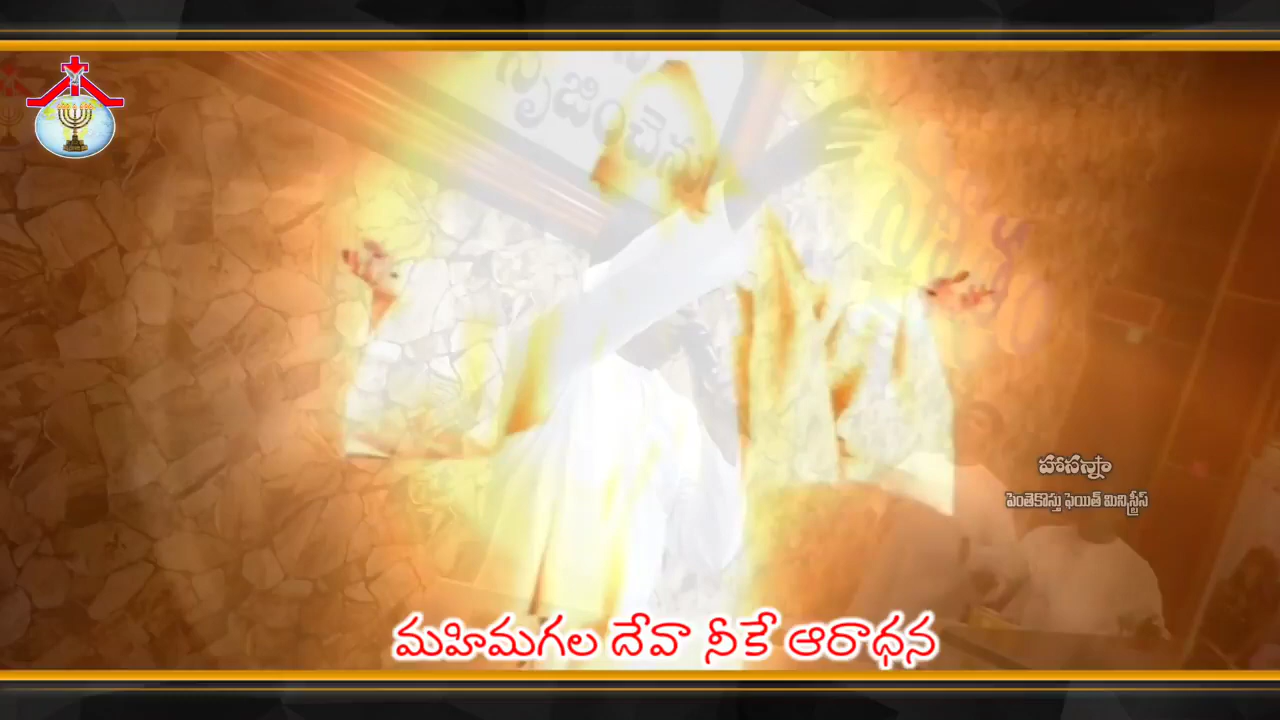 సృజించెను
హాసన్నా
పెంతెకొస్తు ఫెయిత్ మినిస్ట్రీస్
మహిమగల దేవా నీకే ఆరాధన